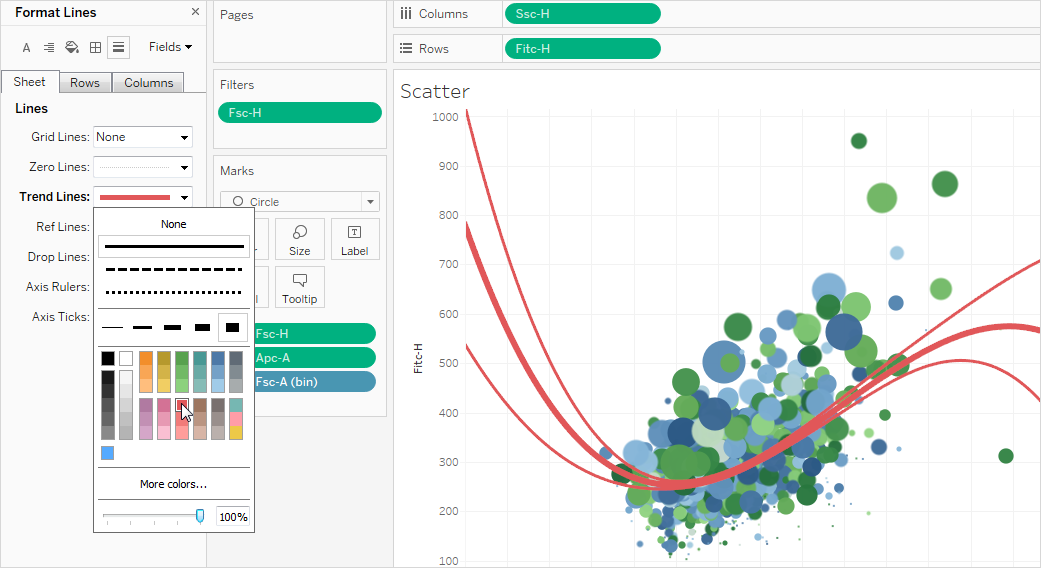 Format Lines
A
Fields
Sheet
Rows
Columns
Lines
Grid Lines:
None
Zero Lines:
Trend Lines:
Ref Lines:
Drop Lines:
Axis Rulers:
Axis Ticks:
None
More colors...
100%
Pages
Filters
Fsc-H
Marks
Circle
Size
Label
T
Tooltip
Fsc-H
Apc-A
Fsc-A (bin)
Columns
Ssc-H
Rows
Fitc-H
Scatter
1000
900
800
700
600
500
400
300
200
100
Fitc-H